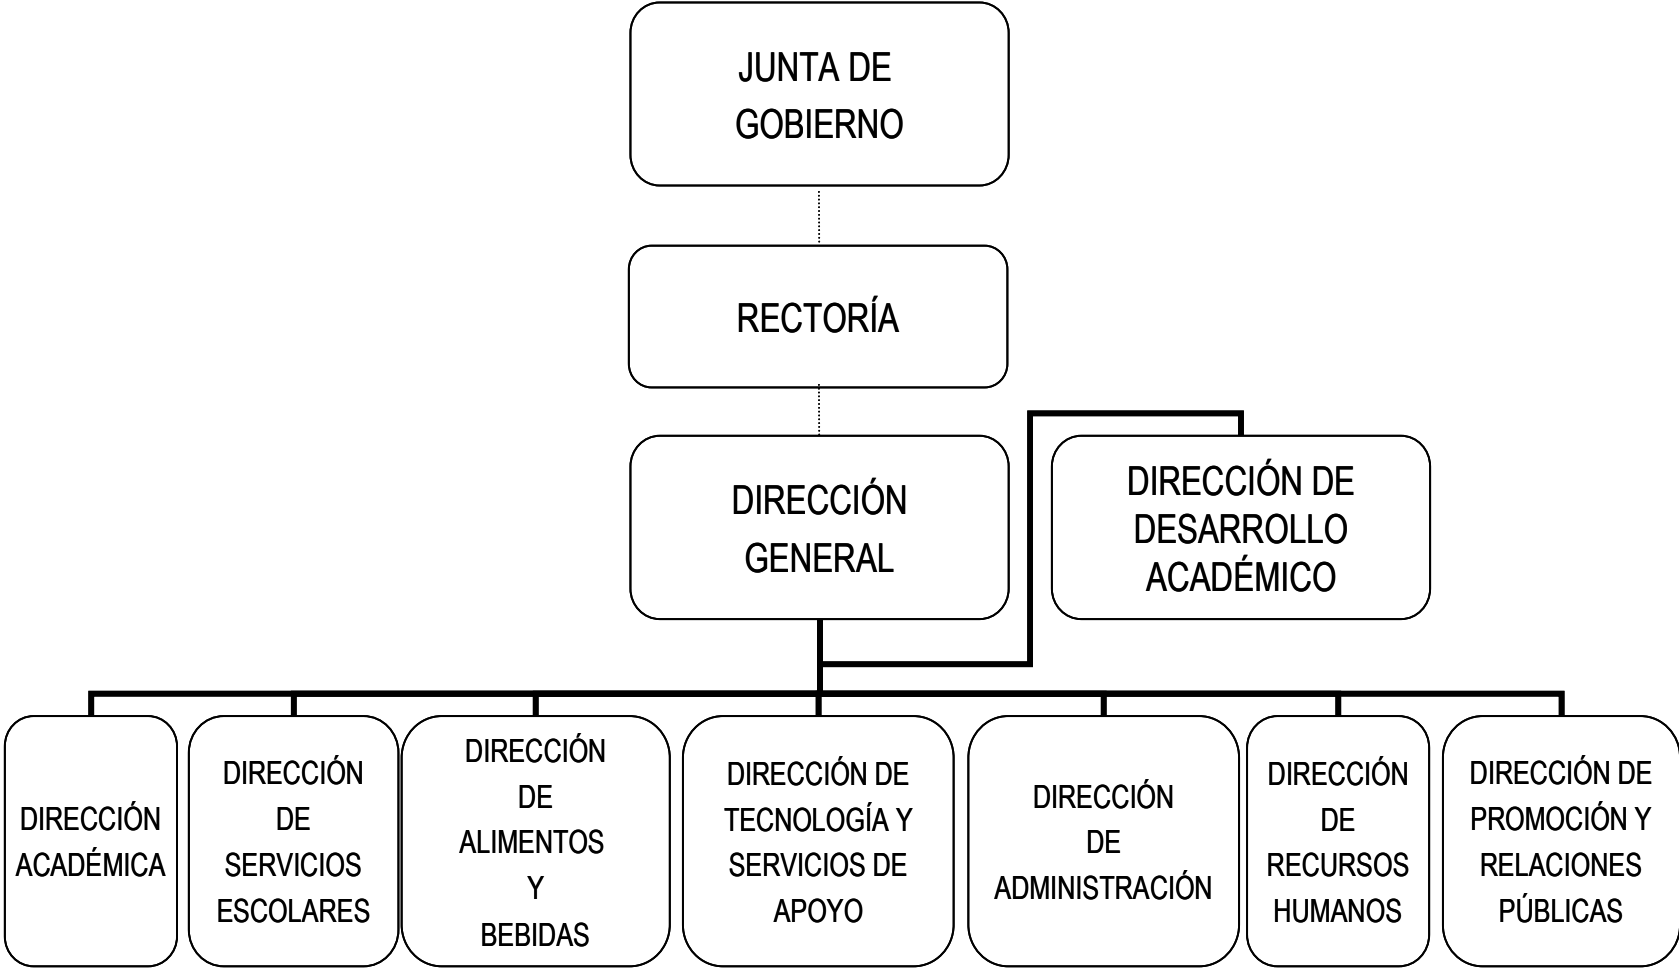 JUNTA DE
GOBIERNO
RECTORÍA
DIRECCIÓN
GENERAL
DIRECCIÓN DE
DESARROLLO
ACADÉMICO
DIRECCIÓN
ACADÉMICA
DIRECCIÓN
DE
SERVICIOS
ESCOLARES
DIRECCIÓN
DE
ALIMENTOS
Y
BEBIDAS
DIRECCIÓN DE
TECNOLOGÍA Y
SERVICIOS DE
APOYO
DIRECCIÓN
DE
ADMINISTRACIÓN
DIRECCIÓN
DE
RECURSOS
HUMANOS
DIRECCIÓN DE
PROMOCIÓN Y
RELACIONES
PÚBLICAS